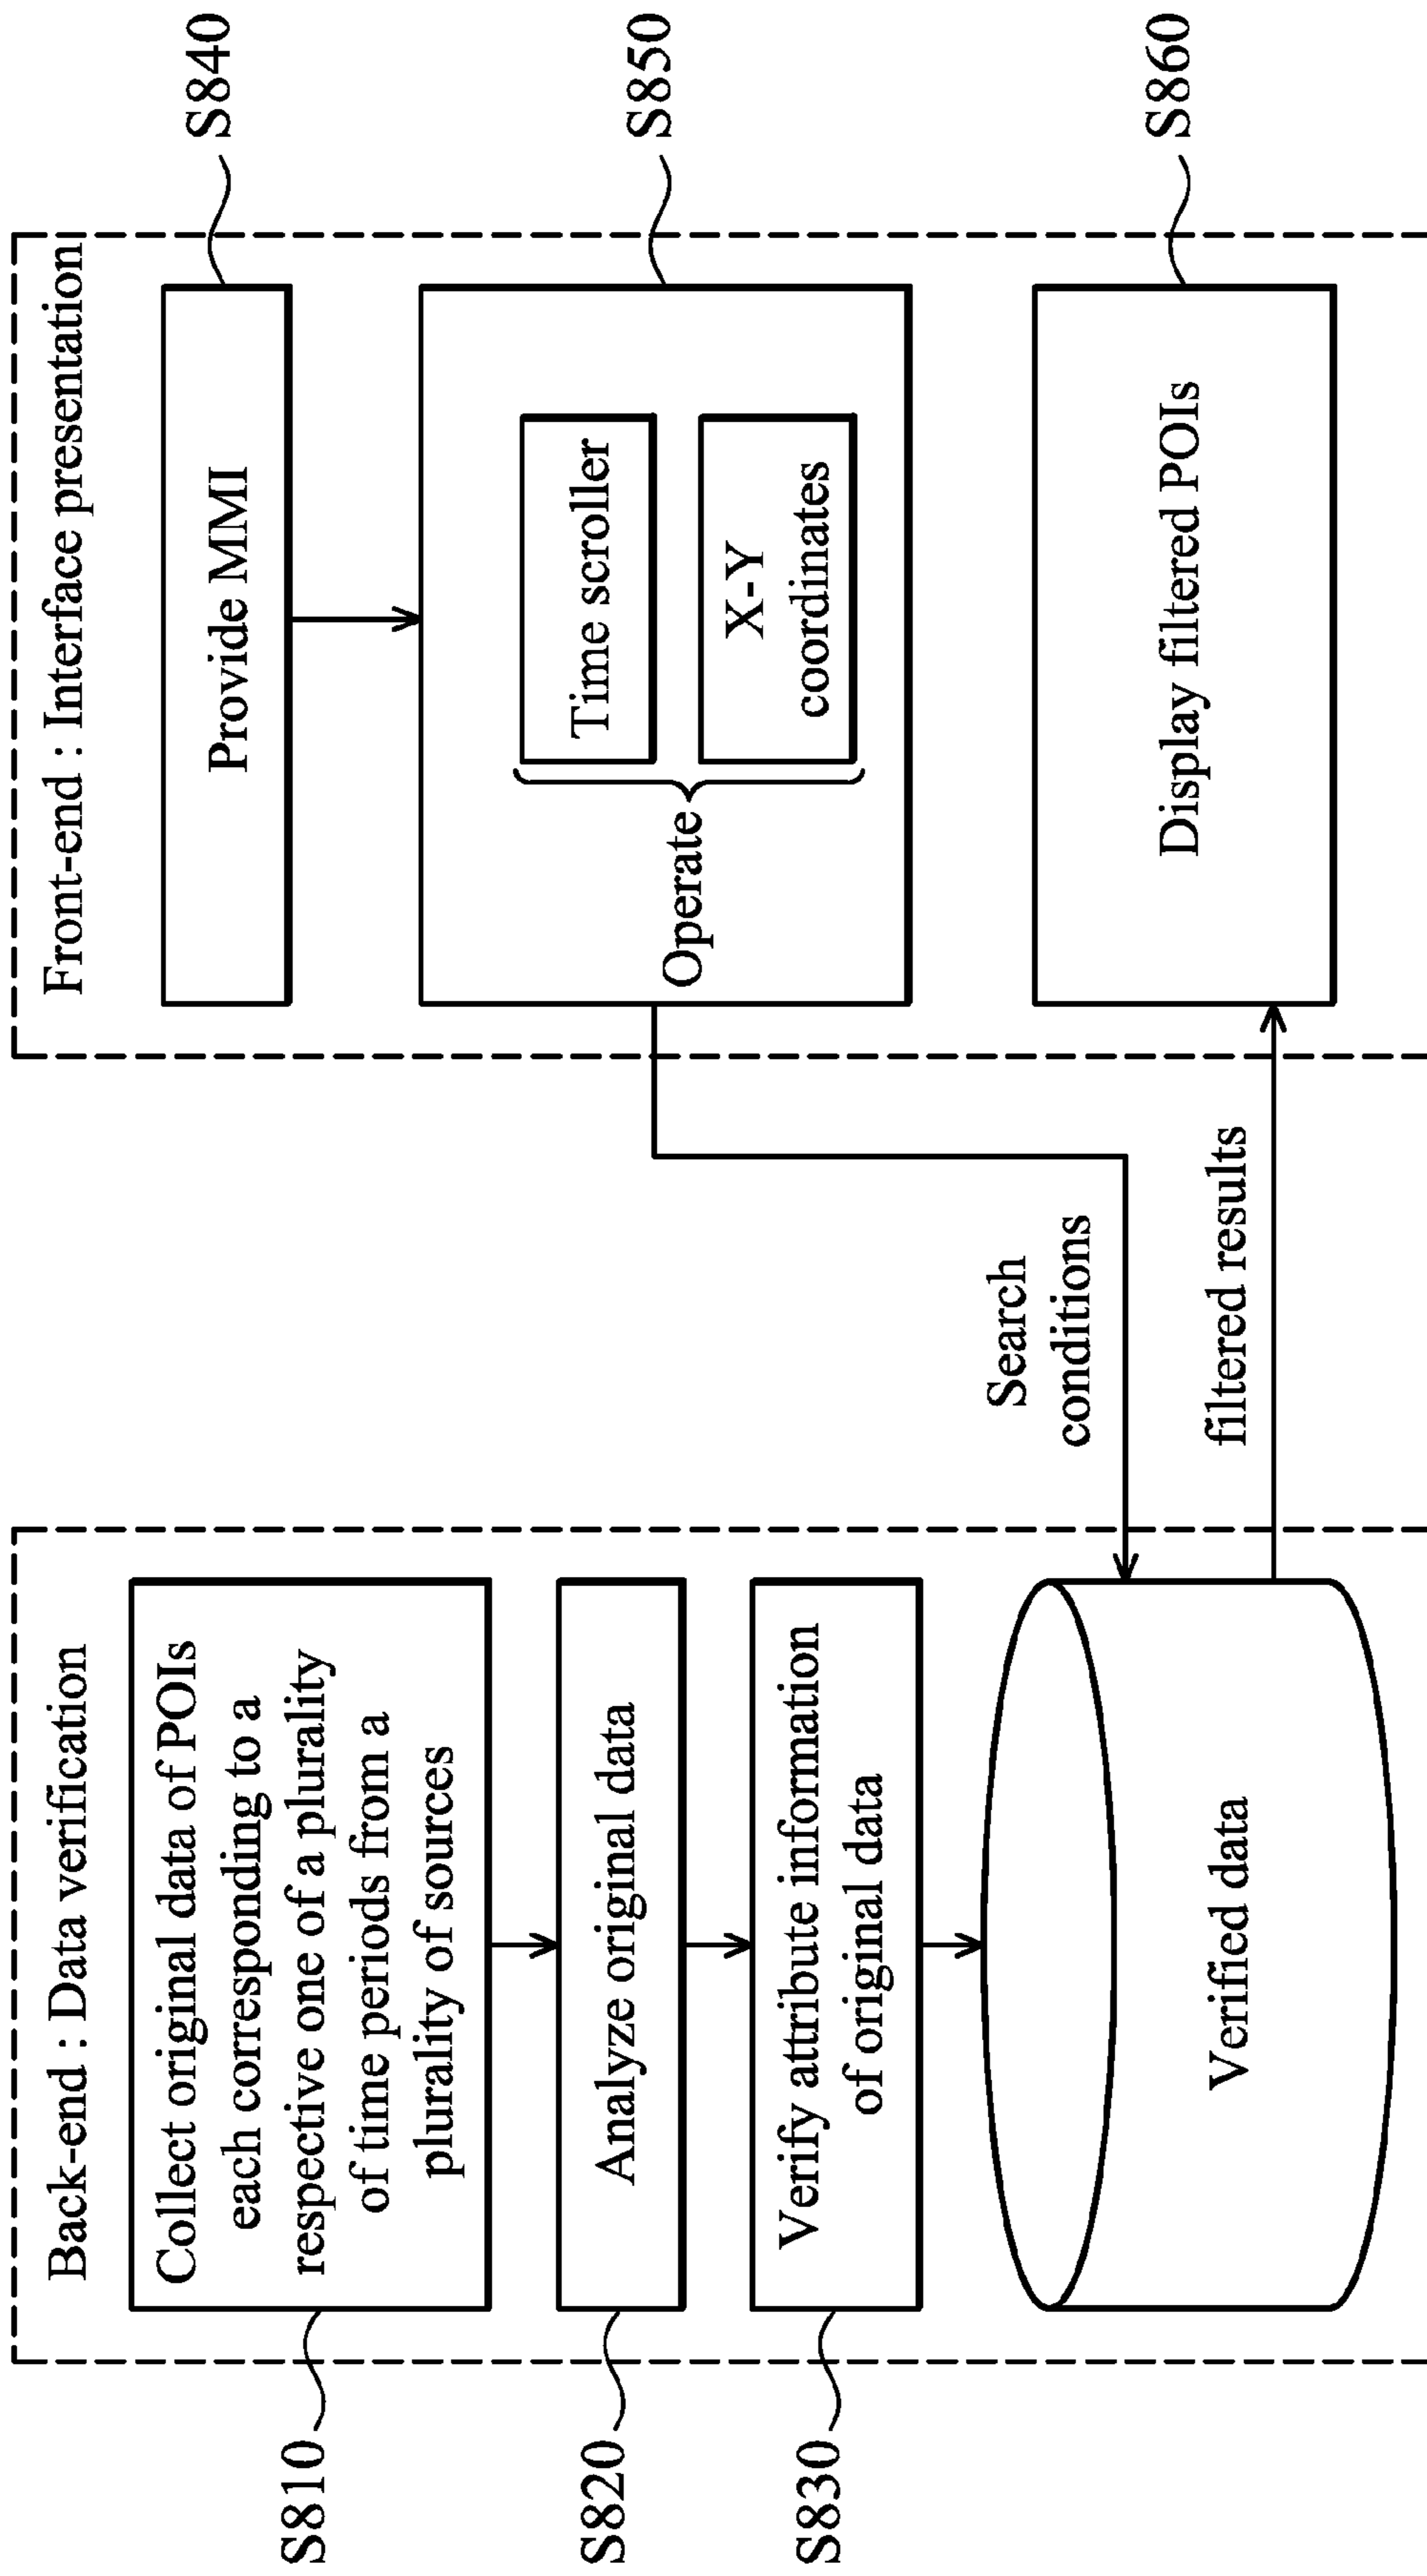 Back-end : Data verification
S810
Collect original data of POIs
each corresponding to a
respective one of a plurality
of time periods from a
plurality of sources
S820
Analyze original data
S830
Verify attribute information
of original data
Verified data
Search
conditions
filtered results
Front-end : Interface presentation
Provide MMI
S840
Operate
Time scroller
X-Y
coordinates
S850
Display filtered POIs
S860